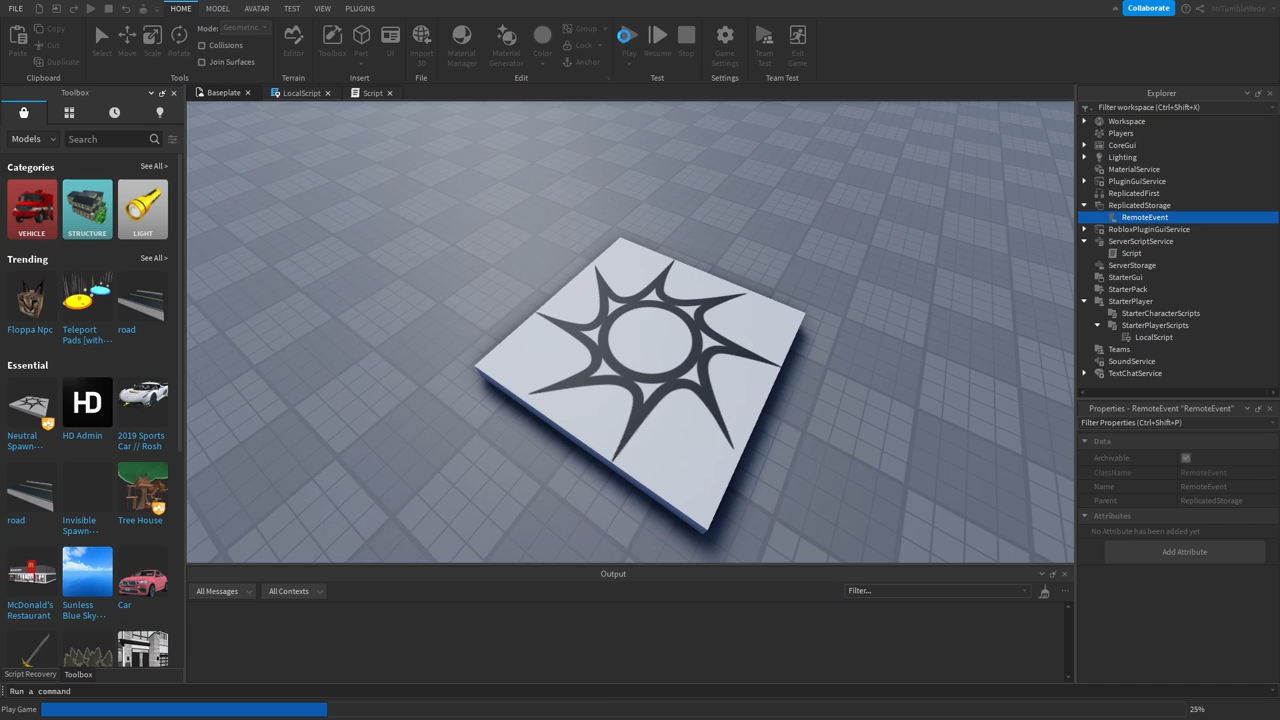 FILE
HOME
MODEL
AVATAR
TEST
VIEW
PLUGINS
Collaborate
MrTumbleWede
Paste
Copy
Cut
Duplicate
Clipboard
Select
Move
Scale
Rotate
Mode:
Geometric
Collisions
Join Surfaces
Tools
Editor
Terrain
Toolbox
Part
UI
Insert
Import
3D
File
Material
Manager
Material
Generator
Color
Group
Lock
Anchor
Edit
Play
Resume
Stop
Test
Game
Settings
Settings
Team
Test
Exit
Game
Team Test
Toolbox
Baseplate
LocalScript
Script
Models
Search
Categories
See All >
VEHICLE
STRUCTURE
LIGHT
Trending
See All >
Floppa Npc
Teleport
Pads [with···
road
Essential
See All >
HD
Neutral
Spawn···
HD Admin
2019 Sports
Car // Rosh
road
Invisible
Spawn···
Tree House
McDonald's
Restaurant
Sunless
Blue Sky···
Car
Script Recovery
Toolbox
Output
All Messages
All Contexts
Filter...
Explorer
Filter workspace (Ctrl+Shift+X)
Workspace
Players
CoreGui
Lighting
MaterialService
PluginGuiService
ReplicatedFirst
ReplicatedStorage
RemoteEvent
RobloxPluginGuiService
ServerScriptService
Script
ServerStorage
StarterGui
StarterPack
StarterPlayer
StarterCharacterScripts
StarterPlayerScripts
LocalScript
Teams
SoundService
TextChatService
Properties - RemoteEvent "RemoteEvent"
Filter Properties (Ctrl+Shift+P)
Data
Archivable
ClassName RemoteEvent
Name RemoteEvent
Parent ReplicatedStorage
Attributes
No Attribute has been added yet
Add Attribute
Run a command
Play Game
25%